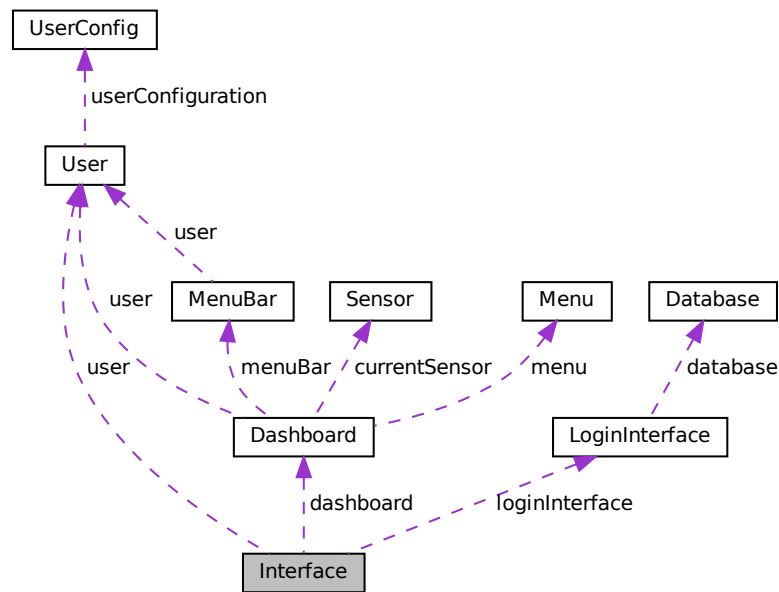 UserConfig
userConfiguration
User
user
MenuBar
Sensor
Menu
Database
user
user
menuBar
currentSensor
menu
database
Dashboard
LoginInterface
dashboard
loginInterface
Interface